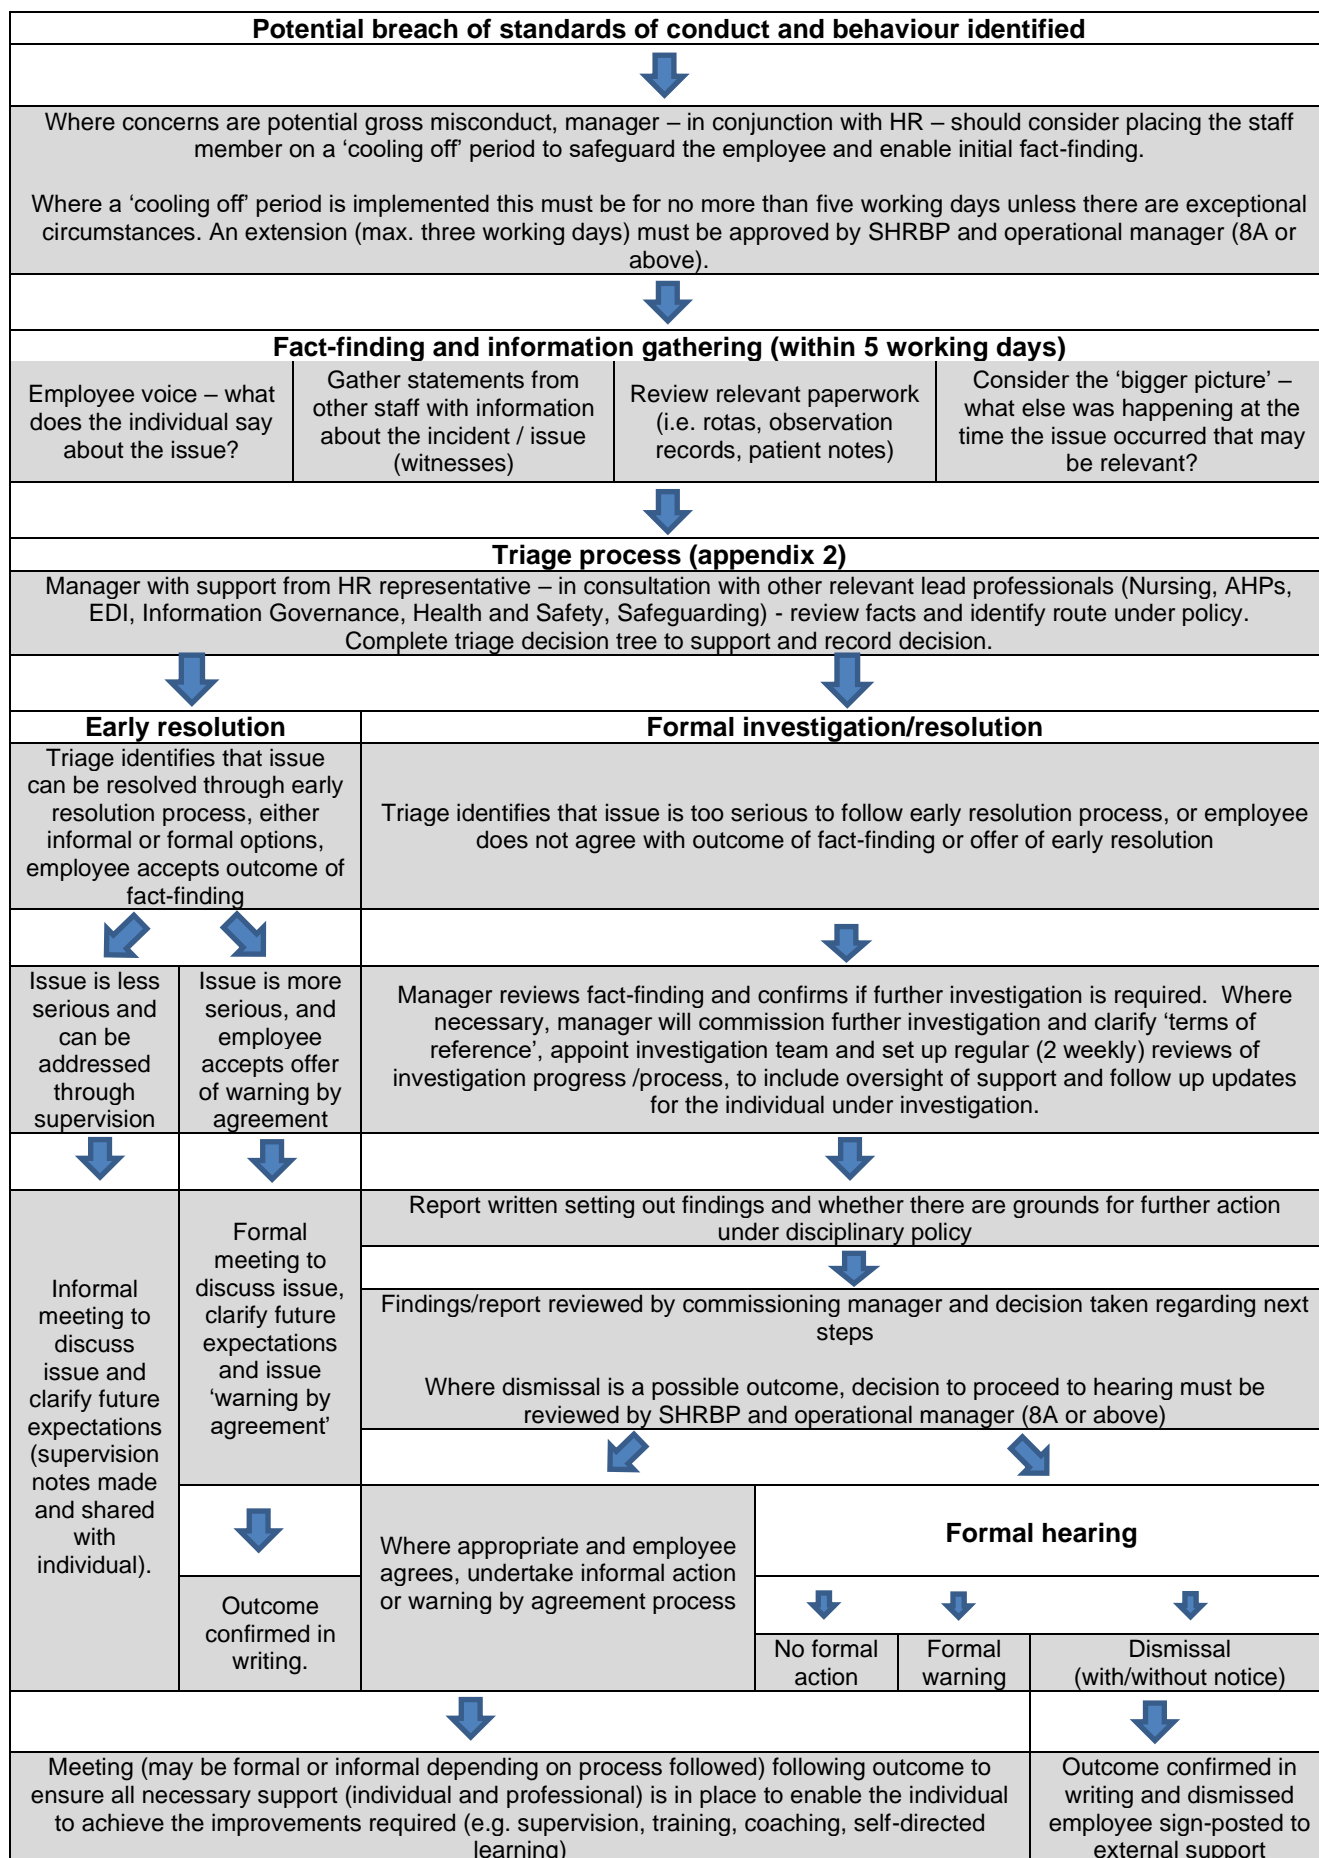 Potential breach of standards of conduct and behaviour identified
Where concerns are potential gross misconduct, manager – in conjunction with HR – should consider placing the staff
member on a ‘cooling off’ period to safeguard the employee and enable initial fact-finding.
Where a ‘cooling off’ period is implemented this must be for no more than five working days unless there are exceptional
circumstances. An extension (max. three working days) must be approved by SHRBP and operational manager (8A or
above).
Fact-finding and information gathering (within 5 working days)
Employee voice – what
does the individual say
about the issue?
Gather statements from
other staff with information
about the incident / issue
(witnesses)
Review relevant paperwork
(i.e. rotas, observation
records, patient notes)
Consider the ‘bigger picture’ –
what else was happening at the
time the issue occurred that may
be relevant?
Triage process (appendix 2)
Manager with support from HR representative – in consultation with other relevant lead professionals (Nursing, AHPs,
EDI, Information Governance, Health and Safety, Safeguarding) - review facts and identify route under policy.
Complete triage decision tree to support and record decision.
Early resolution
Formal investigation/resolution
Triage identifies that issue
can be resolved through early
resolution process, either
informal or formal options,
employee accepts outcome of
fact-finding
Triage identifies that issue is too serious to follow early resolution process, or employee
does not agree with outcome of fact-finding or offer of early resolution
Issue is less
serious and
can be
addressed
through
supervision
Issue is more
serious, and
employee
accepts offer
of warning by
agreement
Manager reviews fact-finding and confirms if further investigation is required.  Where
necessary, manager will commission further investigation and clarify ‘terms of
reference’, appoint investigation team and set up regular (2 weekly) reviews of
investigation progress /process, to include oversight of support and follow up updates
for the individual under investigation.
Informal
meeting to
discuss
issue and
clarify future
expectations
(supervision
notes made
and shared
with
individual).
Formal
meeting to
discuss issue,
clarify future
expectations
and issue
‘warning by
agreement’
Outcome
confirmed in
writing.
Report written setting out findings and whether there are grounds for further action
under disciplinary policy
Findings/report reviewed by commissioning manager and decision taken regarding next
steps
Where dismissal is a possible outcome, decision to proceed to hearing must be
reviewed by SHRBP and operational manager (8A or above)
Where appropriate and employee
agrees, undertake informal action
or warning by agreement process
Formal hearing
No formal
action
Formal
warning
Dismissal
(with/without notice)
Meeting (may be formal or informal depending on process followed) following outcome to
ensure all necessary support (individual and professional) is in place to enable the individual
to achieve the improvements required (e.g. supervision, training, coaching, self-directed
learning)
Outcome confirmed in
writing and dismissed
employee sign-posted to
external support